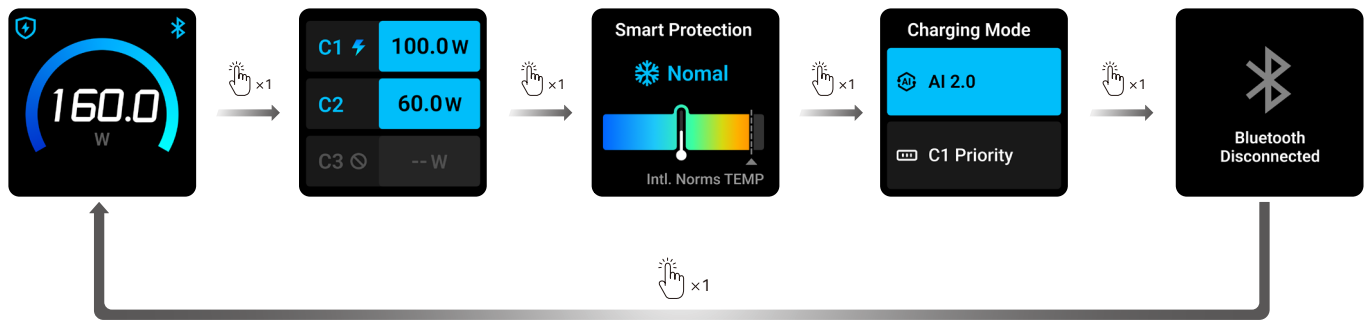 160.0
W
×1
C1 100.0 W
C2 60.0 W
C3 -- W
×1
Smart Protection
Nomal
Intl. Norms TEMP
×1
Charging Mode
AI AI 2.0
C1 Priority
×1
Bluetooth
Disconnected
×1